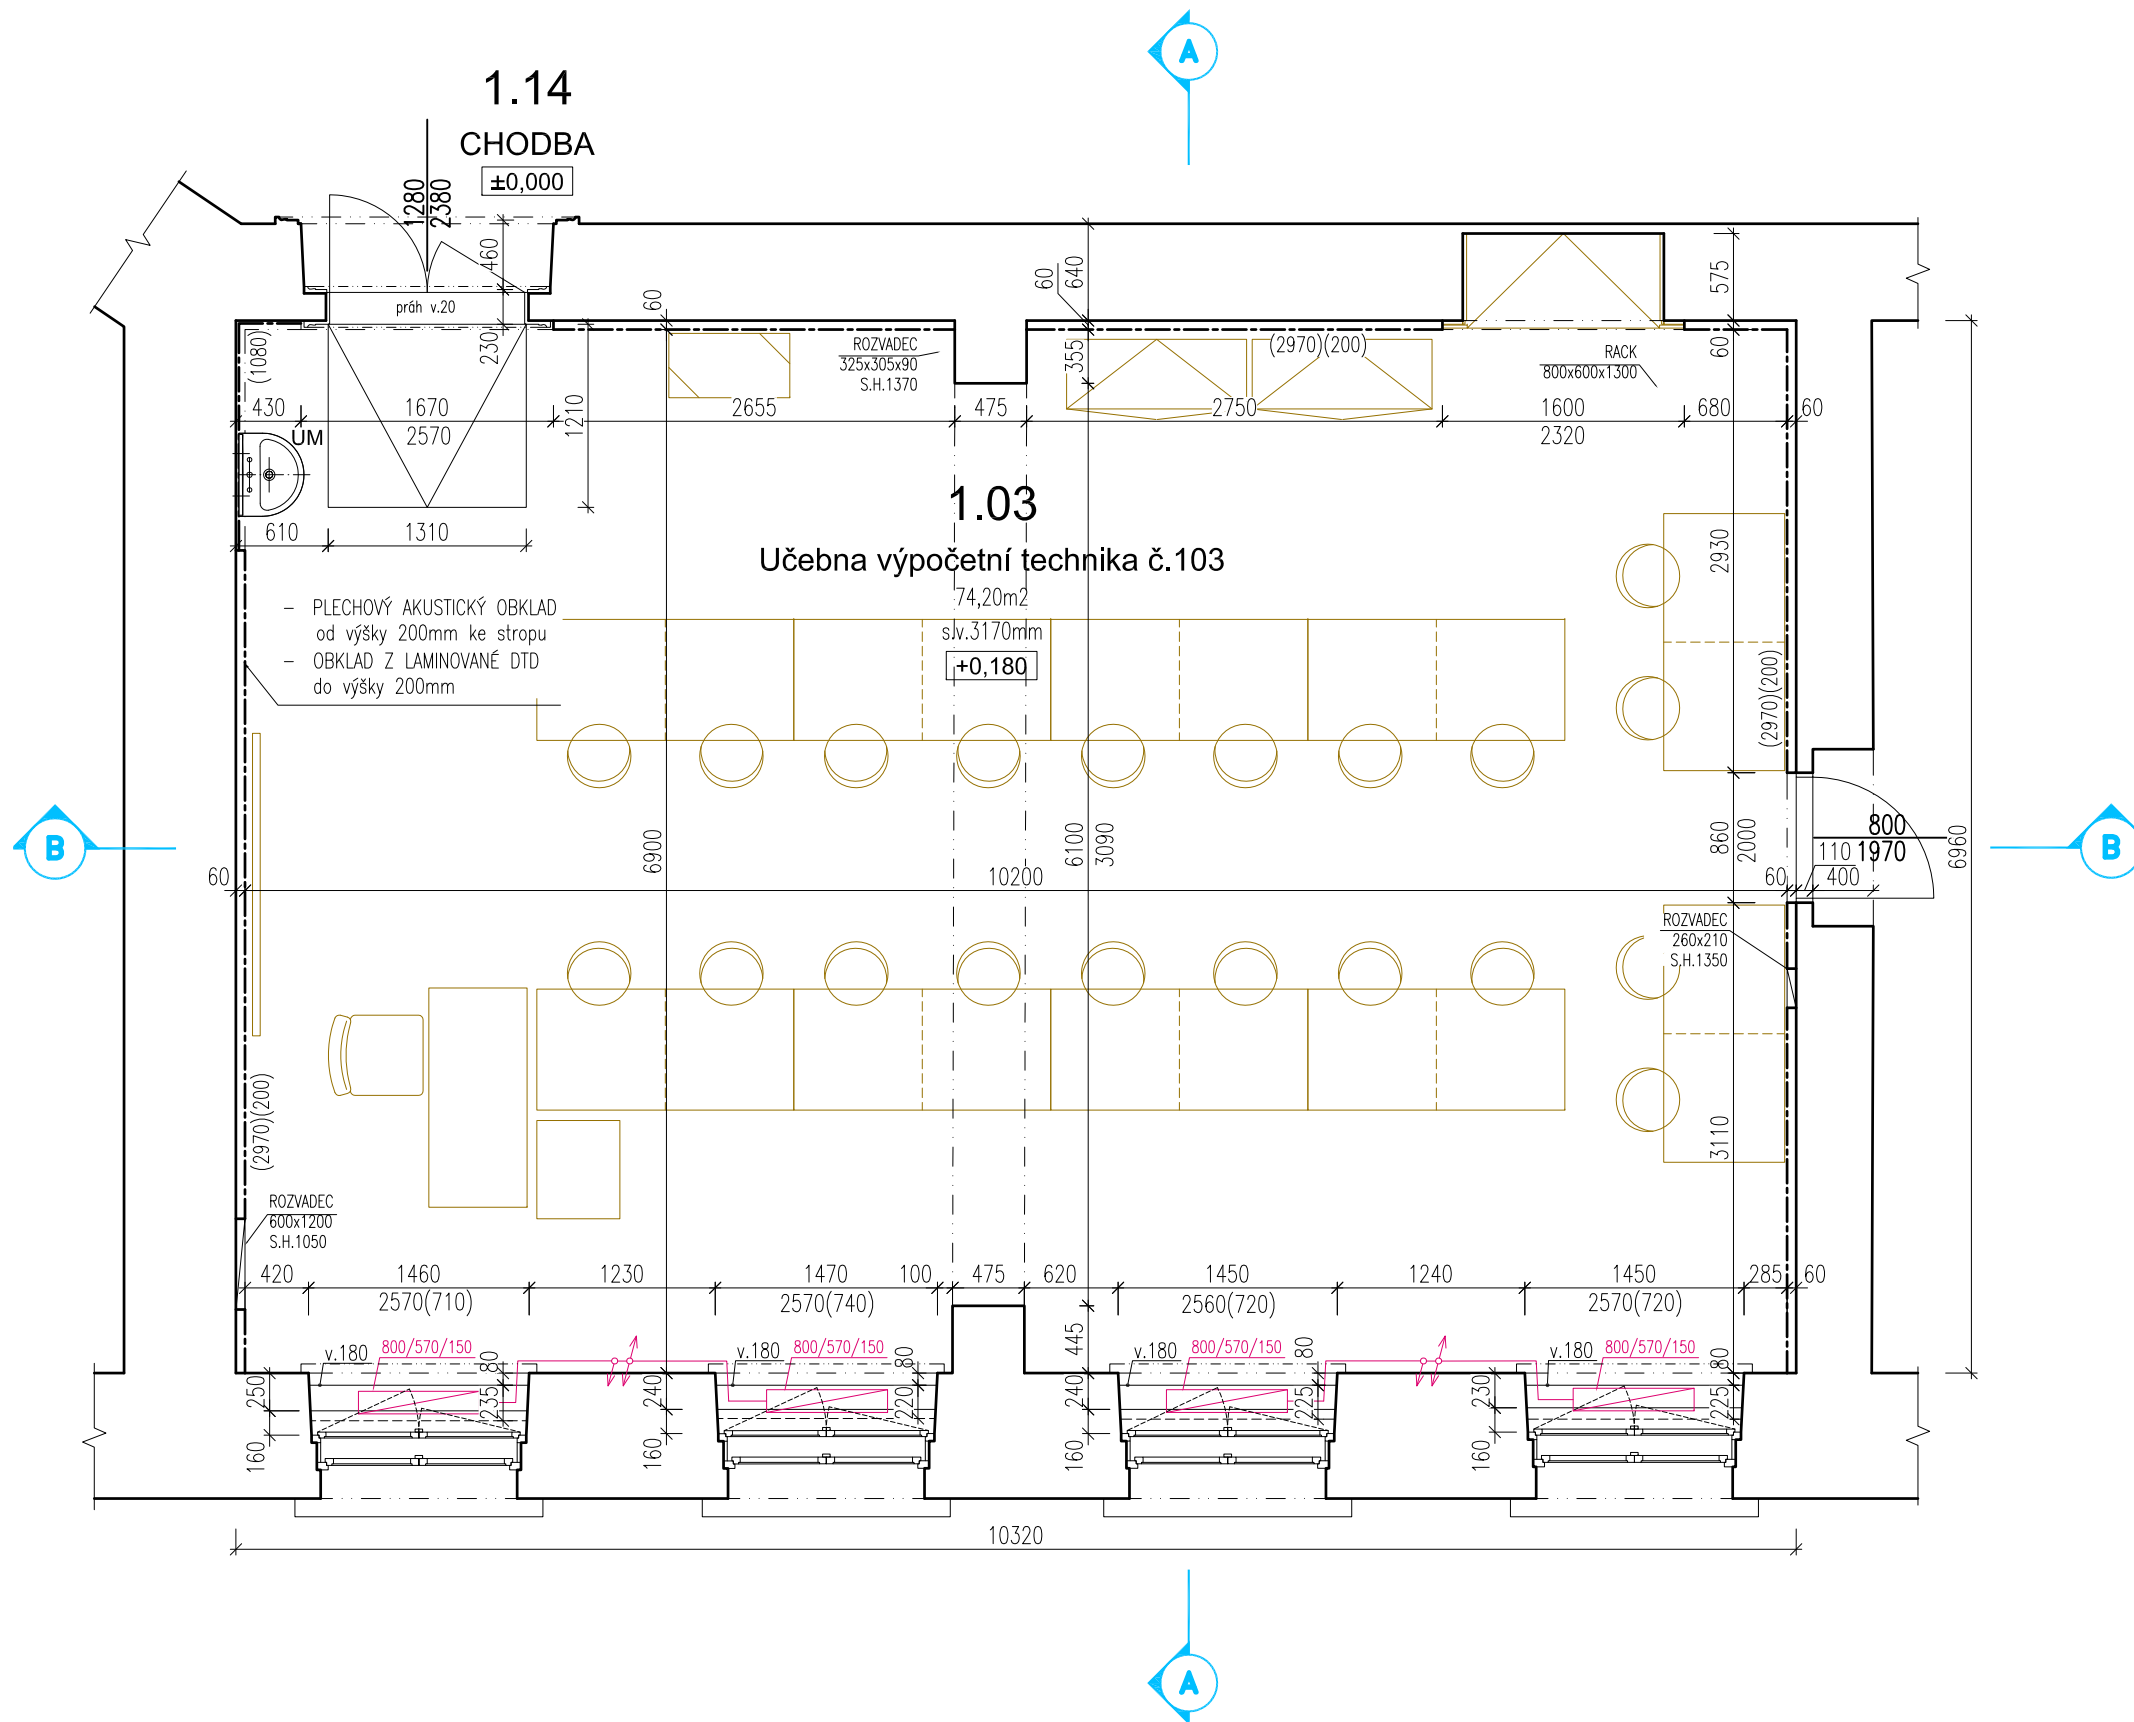 A
1.14
CHODBA
±0,000
1280
2380
460
práh v.20
230
1210
(1080)
60
60
640
355
575
60
ROZVADEC
325x305x90
S.H.1370
(2970)(200)
RACK
800x600x1300
430
1670
2570
2655
475
2750
1600
2320
680
60
UM
610
1310
1.03
Učebna výpočetní technika č.103
74,20m2
s.v.3170mm
+0,180
– PLECHOVÝ AKUSTICKÝ OBKLAD
od výšky 200mm ke stropu
– OBKLAD Z LAMINOVANÉ DTD
do výšky 200mm
2930
(2970)(200)
B
6900
6100
3090
860
2000
800
1970
110
400
6960
B
60
10200
60
ROZVADEC
260x210
S.H.1350
(2970)(200)
3110
ROZVADEC
600x1200
S.H.1050
420
1460
2570(710)
1230
1470
2570(740)
100
475
620
1450
2560(720)
1240
1450
2570(720)
285
60
v.180
800/570/150
80
v.180
800/570/150
80
445
v.180
800/570/150
80
v.180
800/570/150
80
250
235
240
220
240
225
230
225
160
160
160
160
10320
A